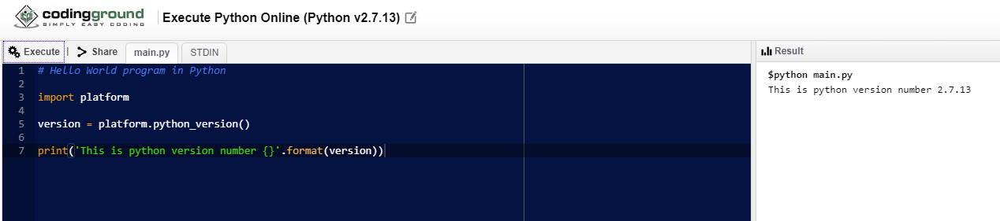 codingground
SIMPLY EASY CODING
Execute Python Online (Python v2.7.13)
Execute | Share main.py STDIN
Result
1 # Hello World program in Python
2
3 import platform
4
5 version = platform.python_version()
6
7 print('This is python version number {}'.format(version))
$python main.py
This is python version number 2.7.13